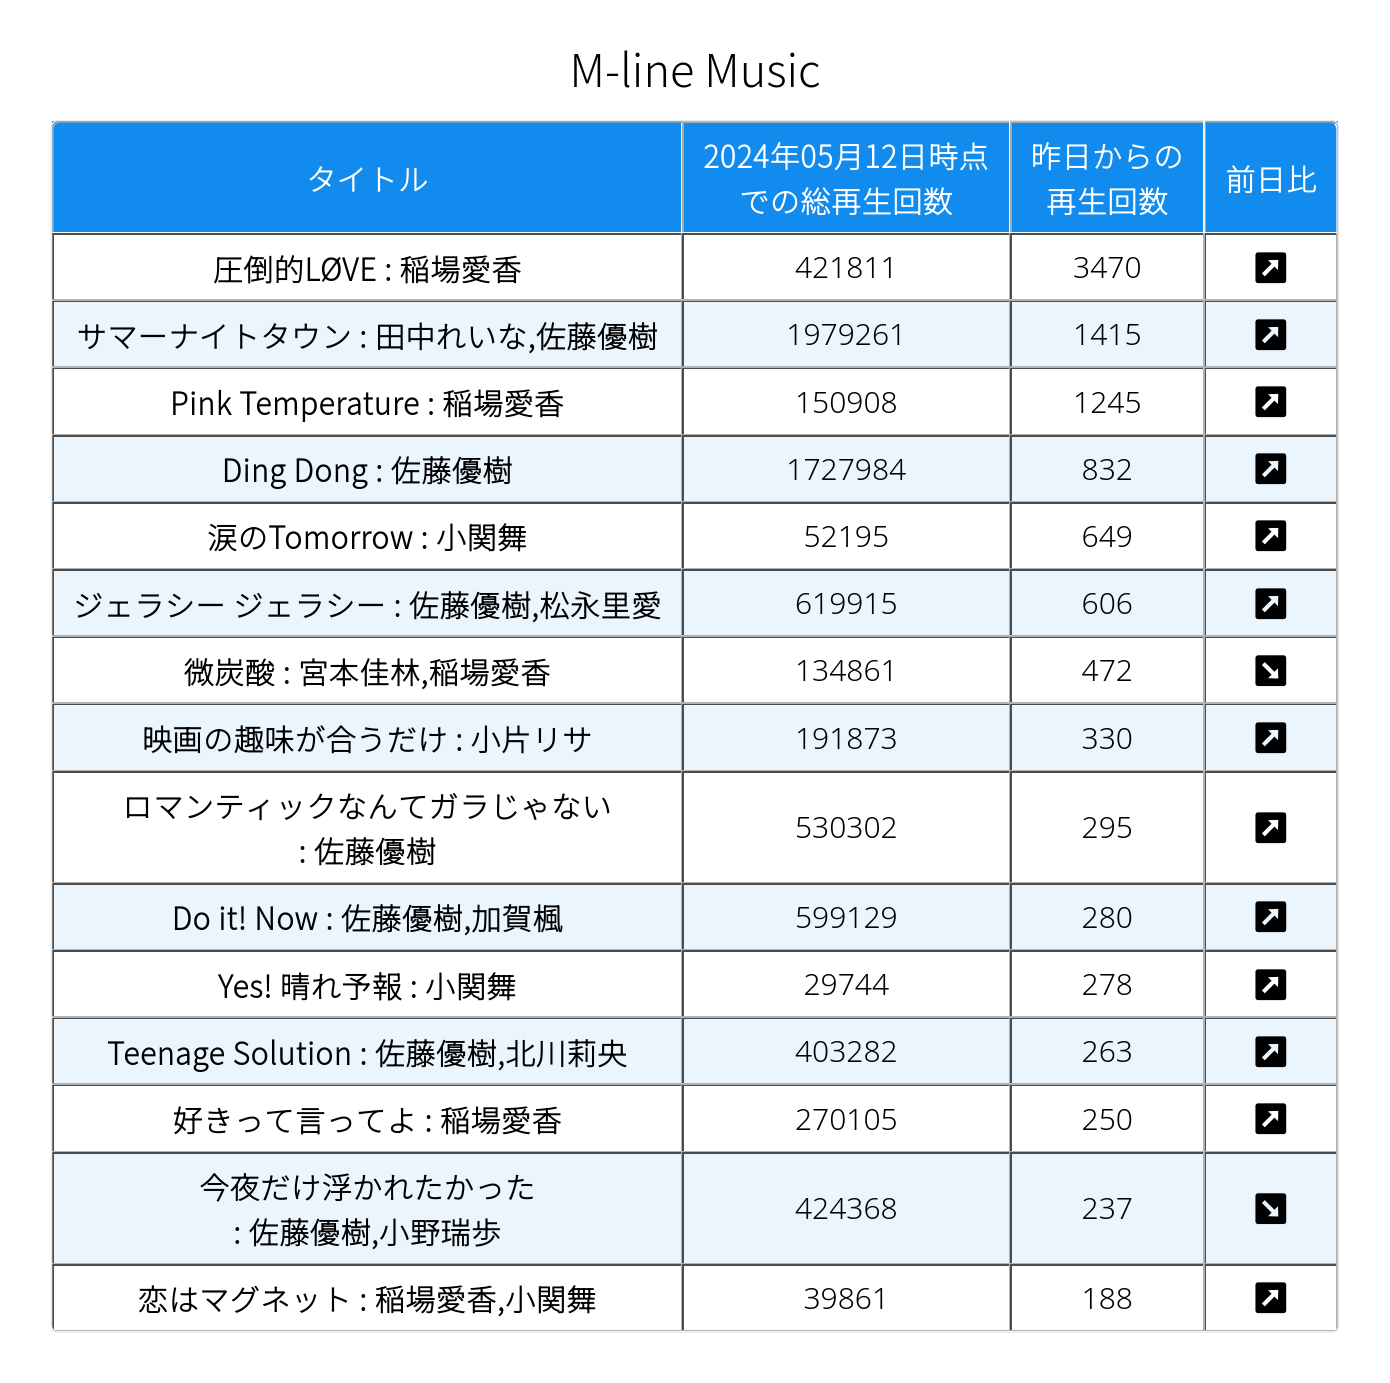 M-line Music
タイトル
2024年05月12日時点
での総再生回数
昨日からの
再生回数
前日比
圧倒的LØVE : 稲場愛香 421811 3470
サマーナイトタウン : 田中れいな,佐藤優樹 1979261 1415
Pink Temperature : 稲場愛香 150908 1245
Ding Dong : 佐藤優樹 1727984 832
涙のTomorrow : 小関舞 52195 649
ジェラシー ジェラシー : 佐藤優樹,松永里愛 619915 606
微炭酸 : 宮本佳林,稲場愛香 134861 472
映画の趣味が合うだけ : 小片リサ 191873 330
ロマンティックなんてガラじゃない
: 佐藤優樹 530302 295
Do it! Now : 佐藤優樹,加賀楓 599129 280
Yes! 晴れ予報 : 小関舞 29744 278
Teenage Solution : 佐藤優樹,北川莉央 403282 263
好きって言ってよ : 稲場愛香 270105 250
今夜だけ浮かれたかった
: 佐藤優樹,小野瑞歩 424368 237
恋はマグネット : 稲場愛香,小関舞 39861 188